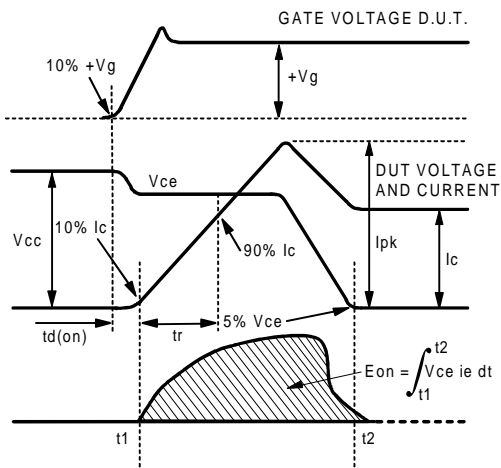 GATE VOLTAGE D.U.T.
10% +Vg
+Vg
DUT VOLTAGE
AND CURRENT
Vce
Vcc
10% Ic
90% Ic
Ipk
Ic
td(on)
tr
5% Vce
Eon = ∫ Vce ie dt
t2
t1
t1
t2